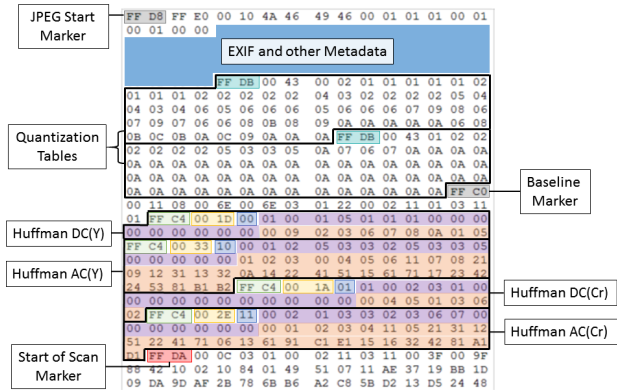 JPEG Start
Marker
FF D8 FF E0 00 10 4A 46 49 46 00 01 01 00 00 01
00 01 00 00
EXIF and other Metadata
FF DB 00 43 00 02 01 01 01 01 01 02
01 01 01 02 02 02 02 02 04 03 02 02 02 02 05 04
04 03 04 06 05 06 06 06 05 06 06 06 07 09 08 06
07 09 07 06 06 08 0B 08 09 0A 0A 0A 0A 0A 06 08
Quantization
Tables
0B 0C 0B 0A 0C 09 0A 0A 0A FF DB 00 43 01 02 02
02 02 02 02 05 03 03 05 0A 07 06 07 0A 0A 0A 0A
0A 0A 0A 0A 0A 0A 0A 0A 0A 0A 0A 0A 0A 0A 0A 0A
0A 0A 0A 0A 0A 0A 0A 0A 0A 0A 0A 0A 0A 0A 0A 0A
0A 0A 0A 0A 0A 0A 0A 0A 0A 0A 0A 0A 0A 0A FF C0
Baseline
Marker
00 11 08 00 6E 00 6E 03 01 22 00 02 11 01 03 11
01 FF C4 00 1D 00 01 00 01 05 01 01 01 00 00 00
Huffman DC(Y)
00 00 00 00 00 00 00 09 02 03 06 07 08 0A 01 05
FF C4 00 33 10 00 01 02 05 03 03 02 05 03 03 05
Huffman AC(Y)
00 00 00 00 01 02 03 00 04 05 06 11 07 08 21
09 12 31 13 32 0A 14 22 41 51 15 61 71 17 23 42
24 53 81 B1 B2 FF C4 00 1A 01 01 00 02 03 01 00
Huffman DC(Cr)
00 00 00 00 00 00 00 00 00 00 00 04 05 01 03 06
02 FF C4 00 2E 11 00 02 01 03 03 02 03 06 07 00
Huffman AC(Cr)
00 00 00 00 00 00 00 01 02 03 04 11 05 21 31 12
51 22 41 71 06 13 61 91 C1 E1 15 16 32 42 81 A1
Start of Scan
Marker
D1 FF DA 00 0C 03 01 00 02 11 03 11 00 3F 00 9F
88 42 10 02 10 84 01 49 51 07 11 AE 37 19 BB 1D
09 DA 9D AF 2B 78 6B B6 A2 C8 5B D2 13 D5 24 48